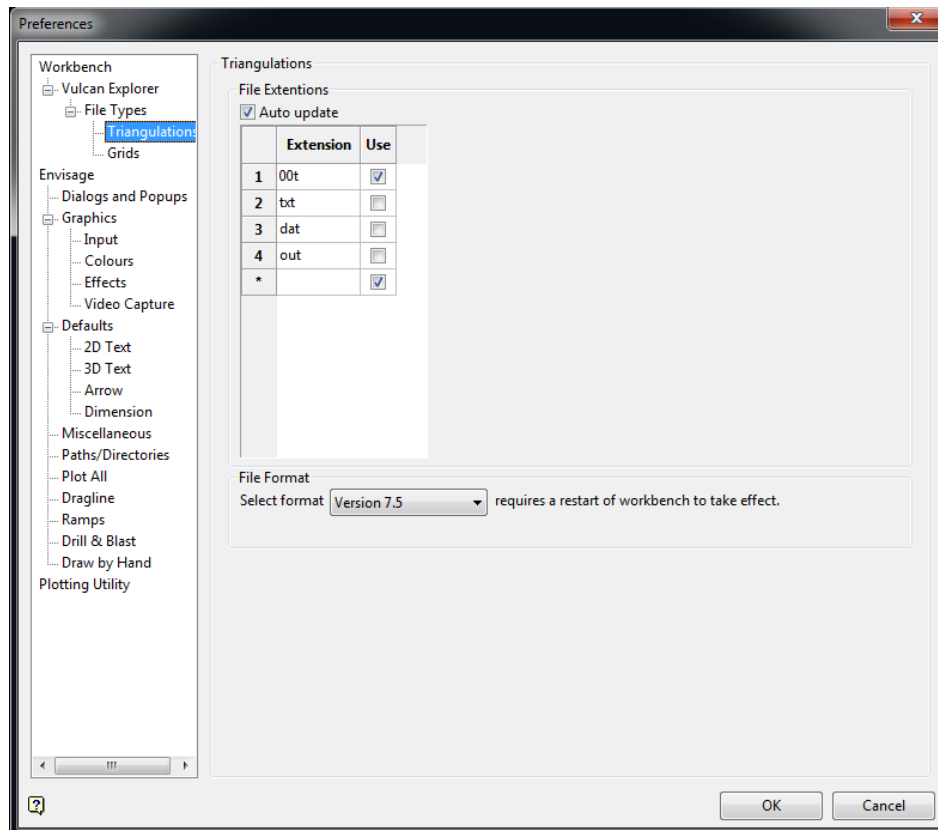 Preferences
Workbench
Vulcan Explorer
File Types
Triangulations
Grids
Envisage
Dialogs and Popups
Graphics
Input
Colours
Effects
Video Capture
Defaults
2D Text
3D Text
Arrow
Dimension
Miscellaneous
Paths/Directories
Plot All
Dragline
Ramps
Drill & Blast
Draw by Hand
Plotting Utility
Triangulations
File Extentions
Auto update
Extension Use
1 00t
2 txt
3 dat
4 out
*
File Format
Select format Version 7.5 requires a restart of workbench to take effect.
?
OK Cancel